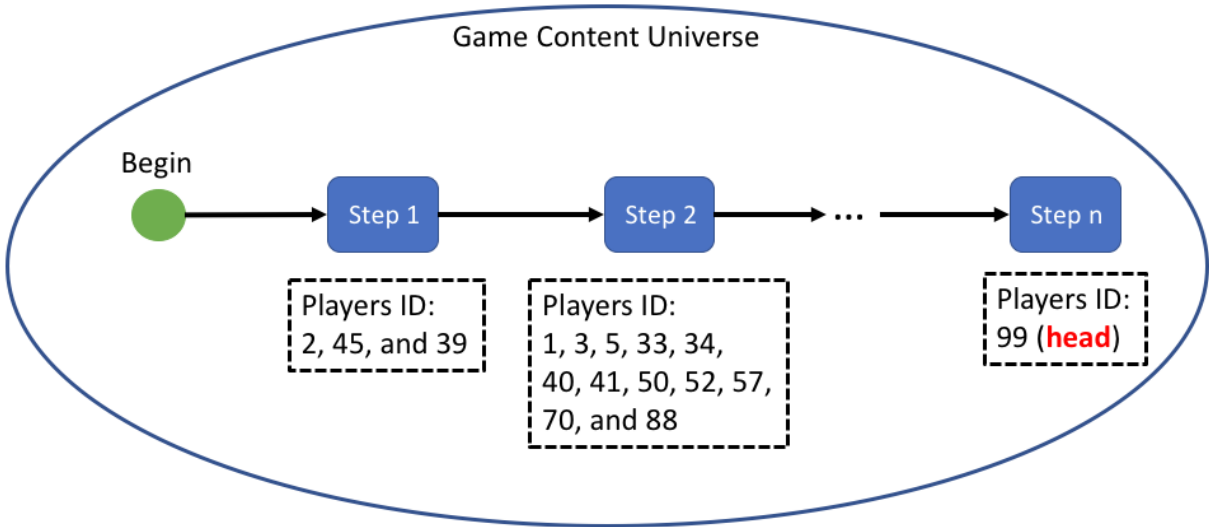 Game Content Universe
Begin
Step 1
Step 2
...
Step n
Players ID:
2, 45, and 39
Players ID:
1, 3, 5, 33, 34,
40, 41, 50, 52, 57,
70, and 88
Players ID:
99 (head)